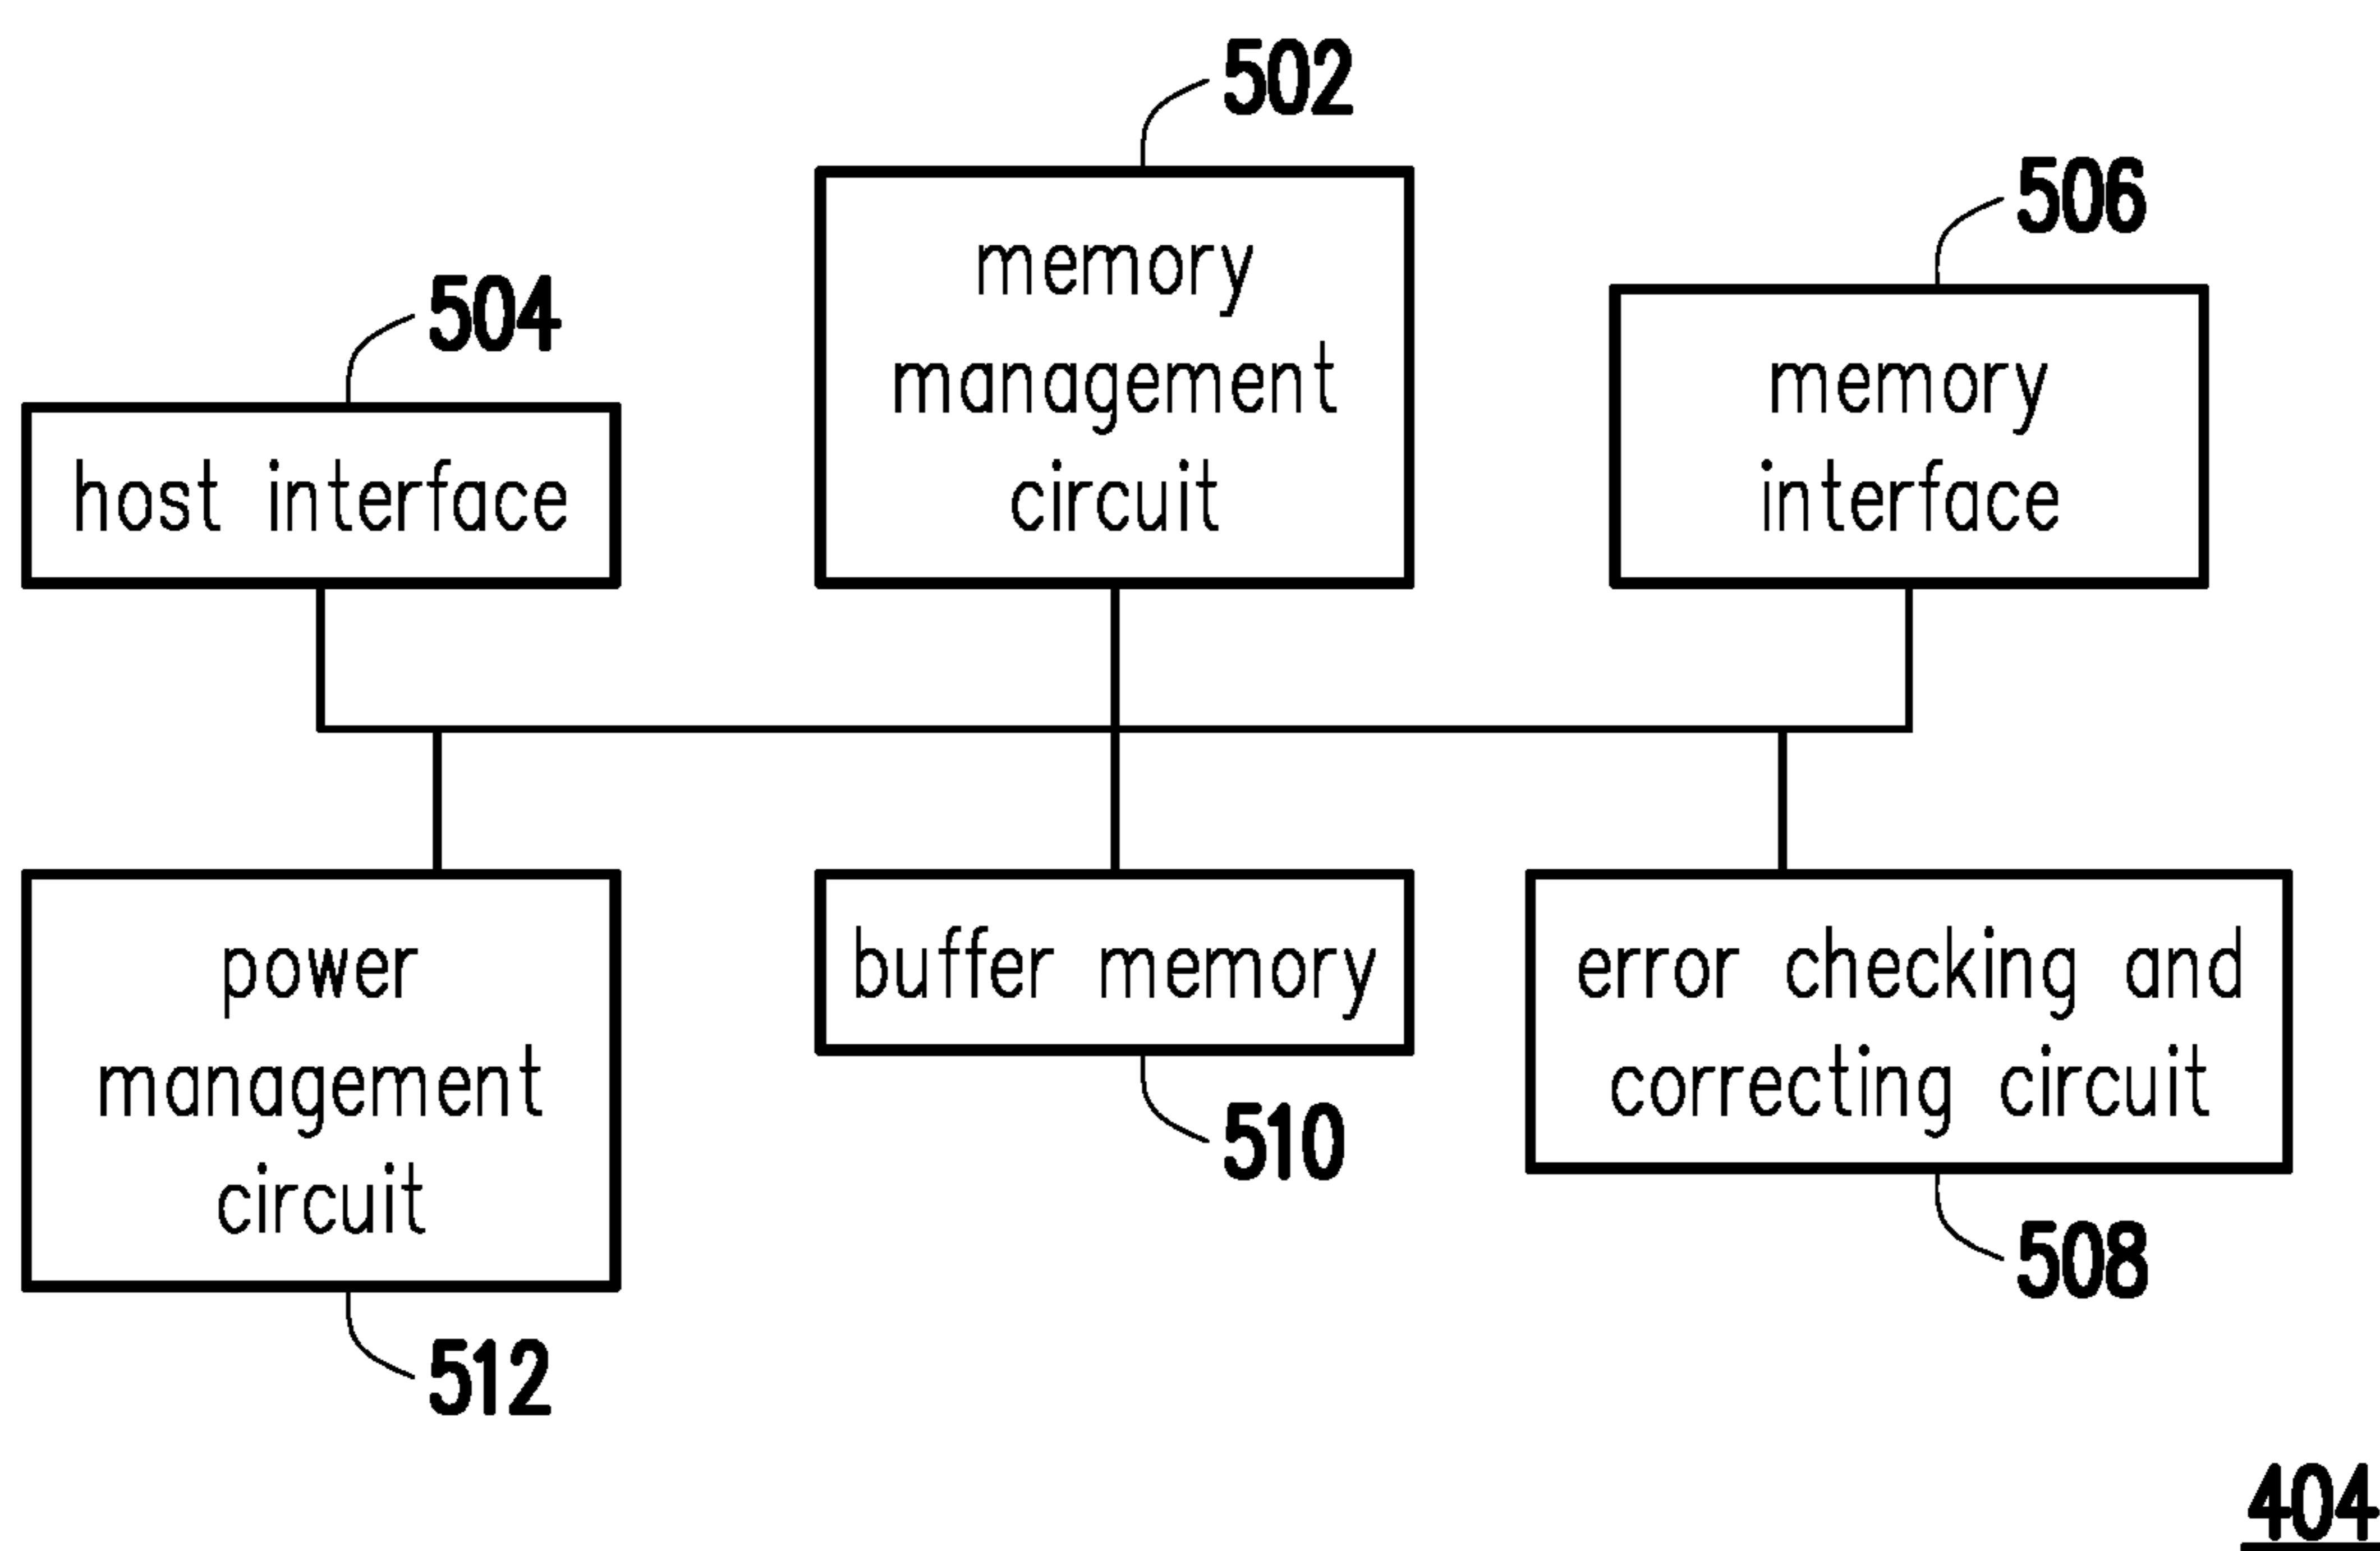 502
memory
management
circuit
506
memory
interface
504
host interface
power
management
circuit
512
buffer memory
510
error checking and
correcting circuit
508
404